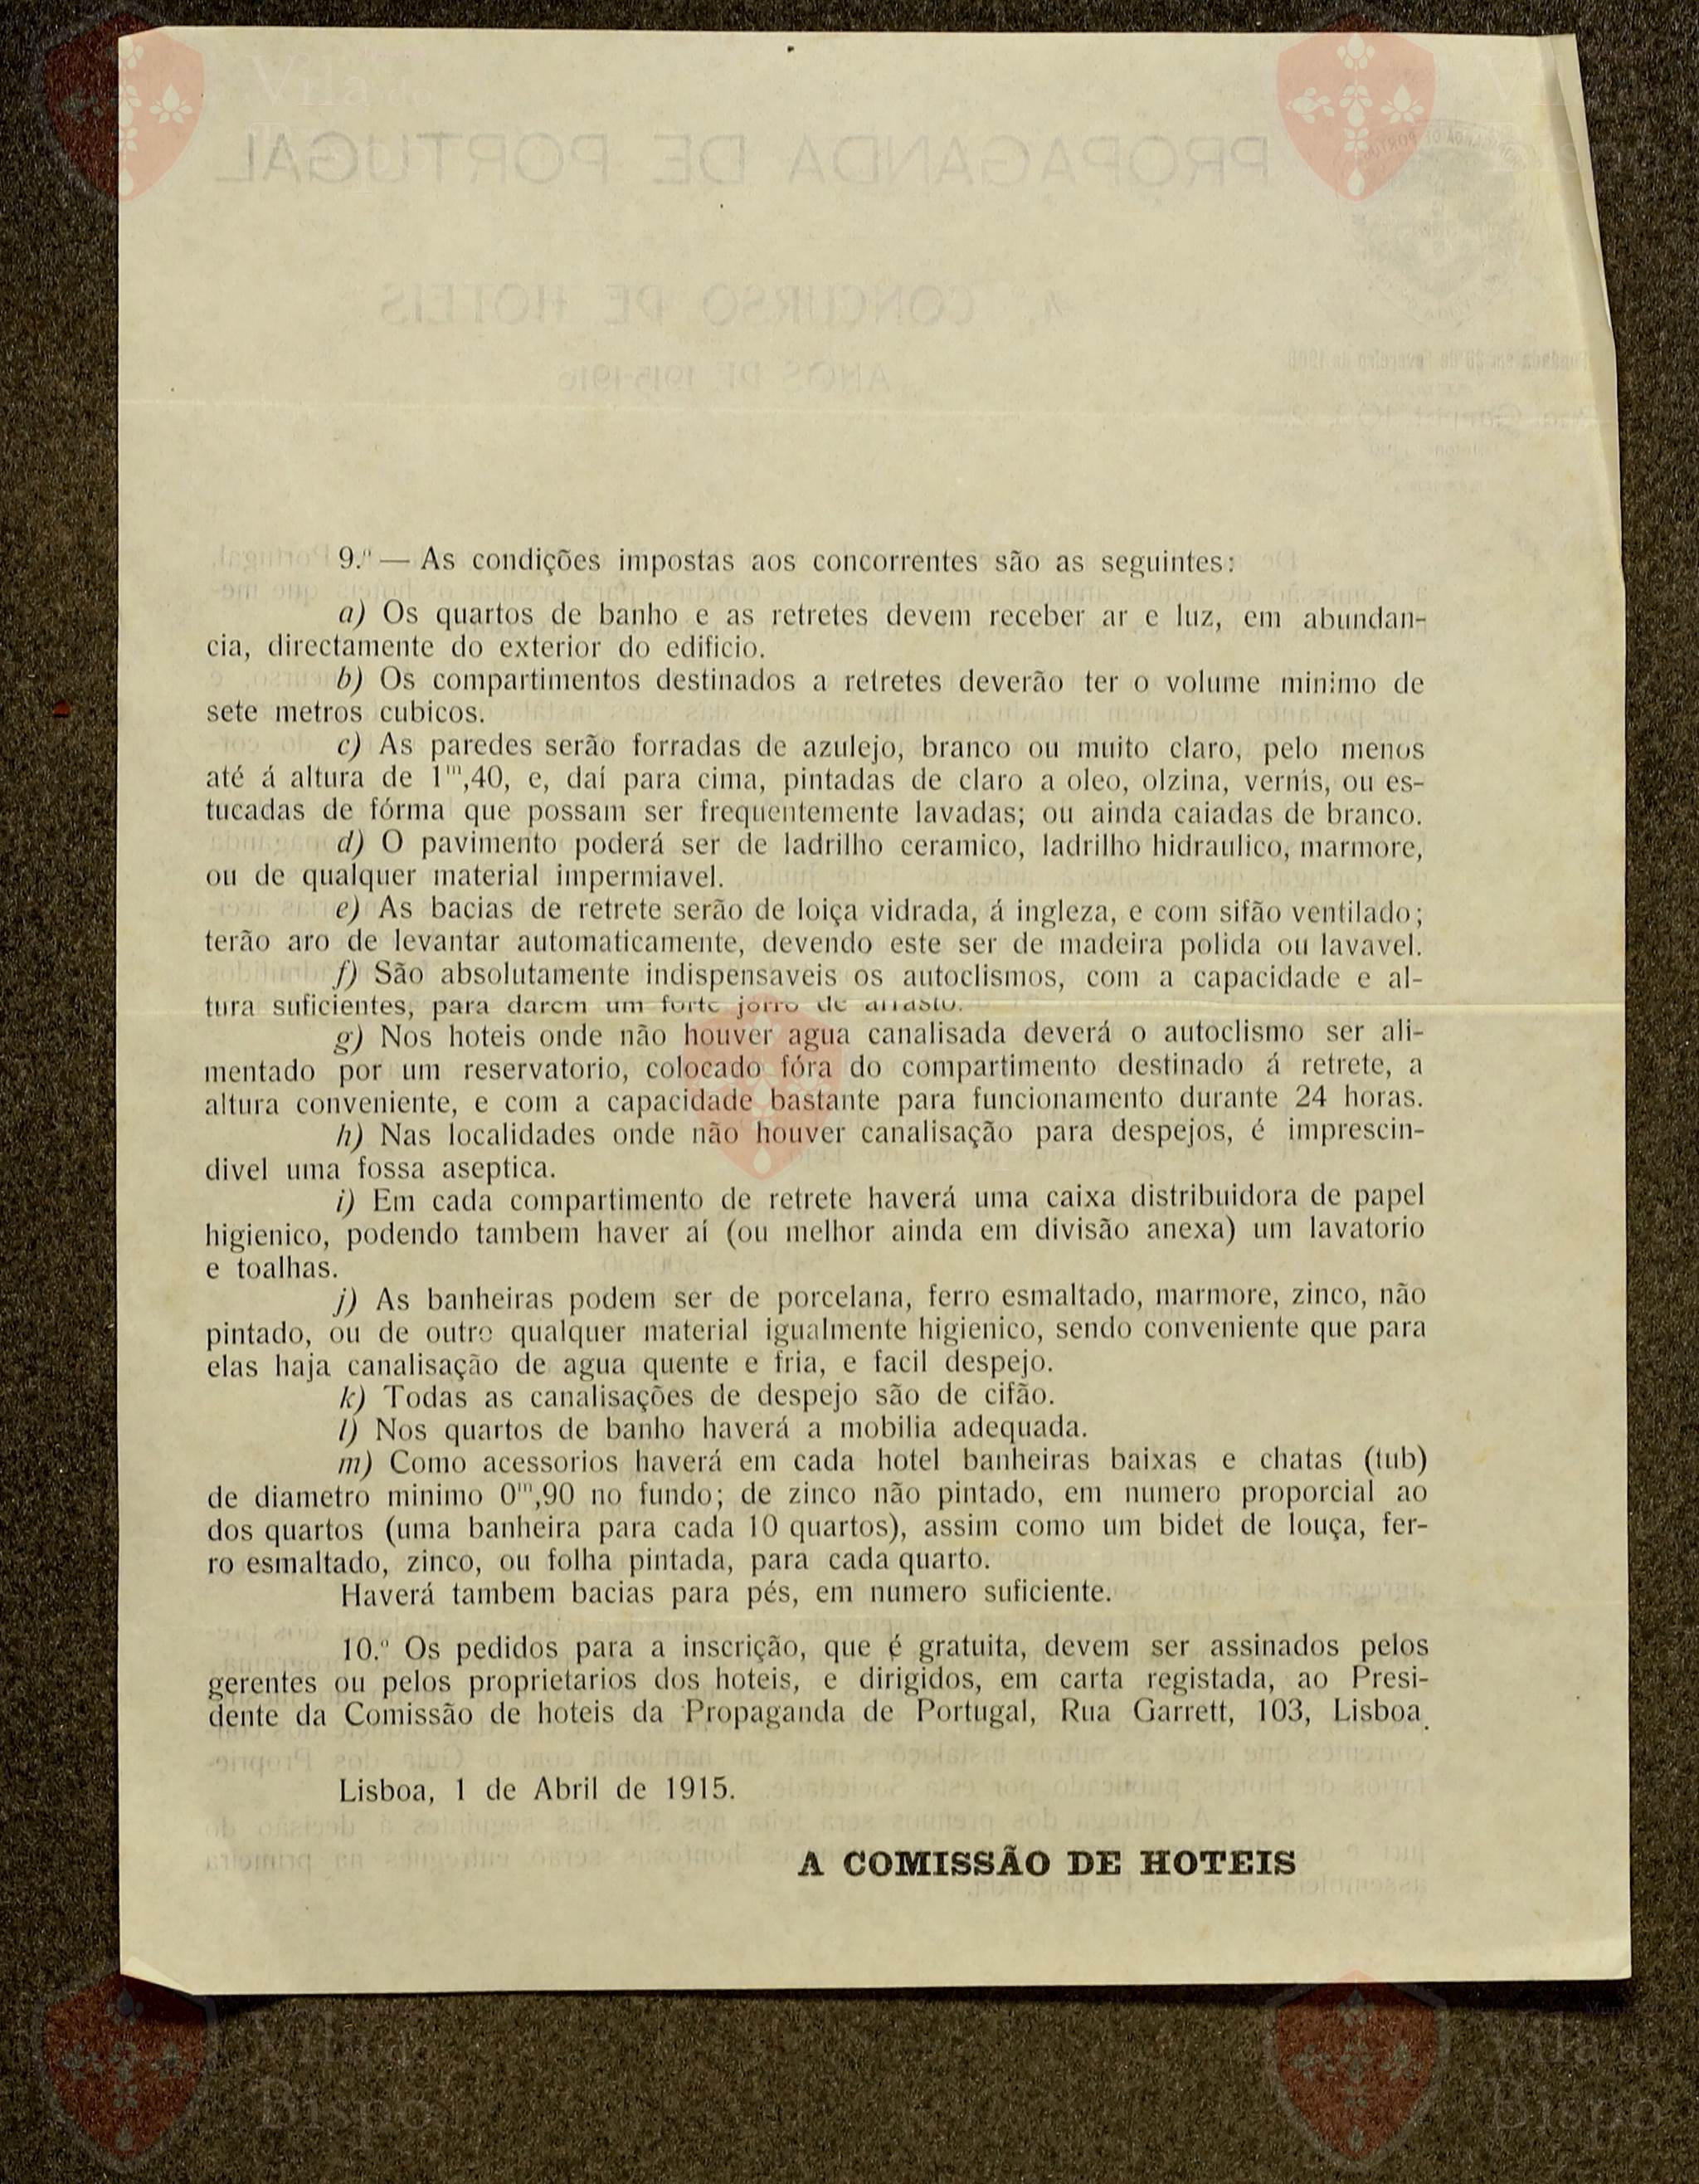 9.º — As condições impostas aos concorrentes são as seguintes:
a) Os quartos de banho e as retretes devem receber ar e luz, em abundan-
cia, directamente do exterior do edificio.
b) Os compartimentos destinados a retretes deverão ter o volume minimo de
sete metros cubicos.
c) As paredes serão forradas de azulejo, branco ou muito claro, pelo menos
até á altura de 1ᵐ,40, e, daí para cima, pintadas de claro a oleo, olzina, vernís, ou es-
tucadas de fórma que possam ser frequentemente lavadas; ou ainda caiadas de branco.
d) O pavimento poderá ser de ladrilho ceramico, ladrilho hidraulico, marmore,
ou de qualquer material impermiavel.
e) As bacias de retrete serão de loiça vidrada, á ingleza, e com sifão ventilado;
terão aro de levantar automaticamente, devendo este ser de madeira polida ou lavavel.
f) São absolutamente indispensaveis os autoclismos, com a capacidade e al-
tura suficientes, para darem um forte jorro de arrasto.
g) Nos hoteis onde não houver agua canalisada deverá o autoclismo ser ali-
mentado por um reservatorio, colocado fóra do compartimento destinado á retrete, a
altura conveniente, e com a capacidade bastante para funcionamento durante 24 horas.
h) Nas localidades onde não houver canalisação para despejos, é imprescin-
divel uma fossa aseptica.
i) Em cada compartimento de retrete haverá uma caixa distribuidora de papel
higienico, podendo tambem haver aí (ou melhor ainda em divisão anexa) um lavatorio
e toalhas.
j) As banheiras podem ser de porcelana, ferro esmaltado, marmore, zinco, não
pintado, ou de outro qualquer material igualmente higienico, sendo conveniente que para
elas haja canalisação de agua quente e fria, e facil despejo.
k) Todas as canalisações de despejo são de cifão.
l) Nos quartos de banho haverá a mobilia adequada.
m) Como acessorios haverá em cada hotel banheiras baixas e chatas (tub)
de diametro minimo 0ᵐ,90 no fundo; de zinco não pintado, em numero proporcial ao
dos quartos (uma banheira para cada 10 quartos), assim como um bidet de louça, fer-
ro esmaltado, zinco, ou folha pintada, para cada quarto.
Haverá tambem bacias para pés, em numero suficiente.
10.º Os pedidos para a inscrição, que é gratuita, devem ser assinados pelos
gerentes ou pelos proprietarios dos hoteis, e dirigidos, em carta registada, ao Presi-
dente da Comissão de hoteis da Propaganda de Portugal, Rua Garrett, 103, Lisboa.
Lisboa, 1 de Abril de 1915.
A COMISSÃO DE HOTEIS
Vila do
Bispo
Vila do
Bispo